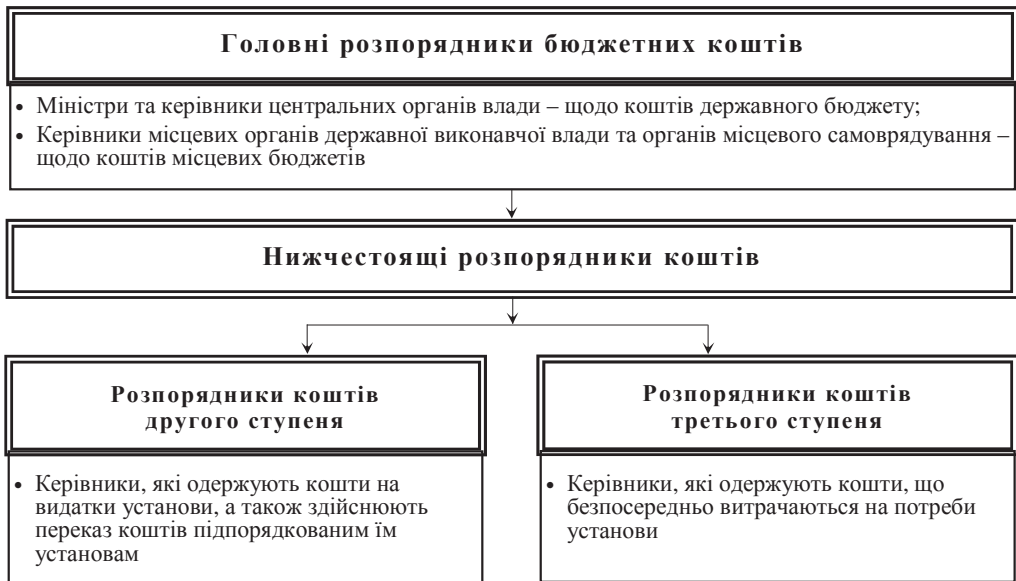 Головні розпорядники бюджетних коштів
• Міністри та керівники центральних органів влади – щодо коштів державного бюджету;
• Керівники місцевих органів державної виконавчої влади та органів місцевого самоврядування –
щодо коштів місцевих бюджетів
Нижчестоящі розпорядники коштів
Розпорядники коштів
другого ступеня
• Керівники, які одержують кошти на
видатки установи, а також здійснюють
переказ коштів підпорядкованим їм
установам
Розпорядники коштів
третього ступеня
• Керівники, які одержують кошти, що
безпосередньо витрачаються на потреби
установи